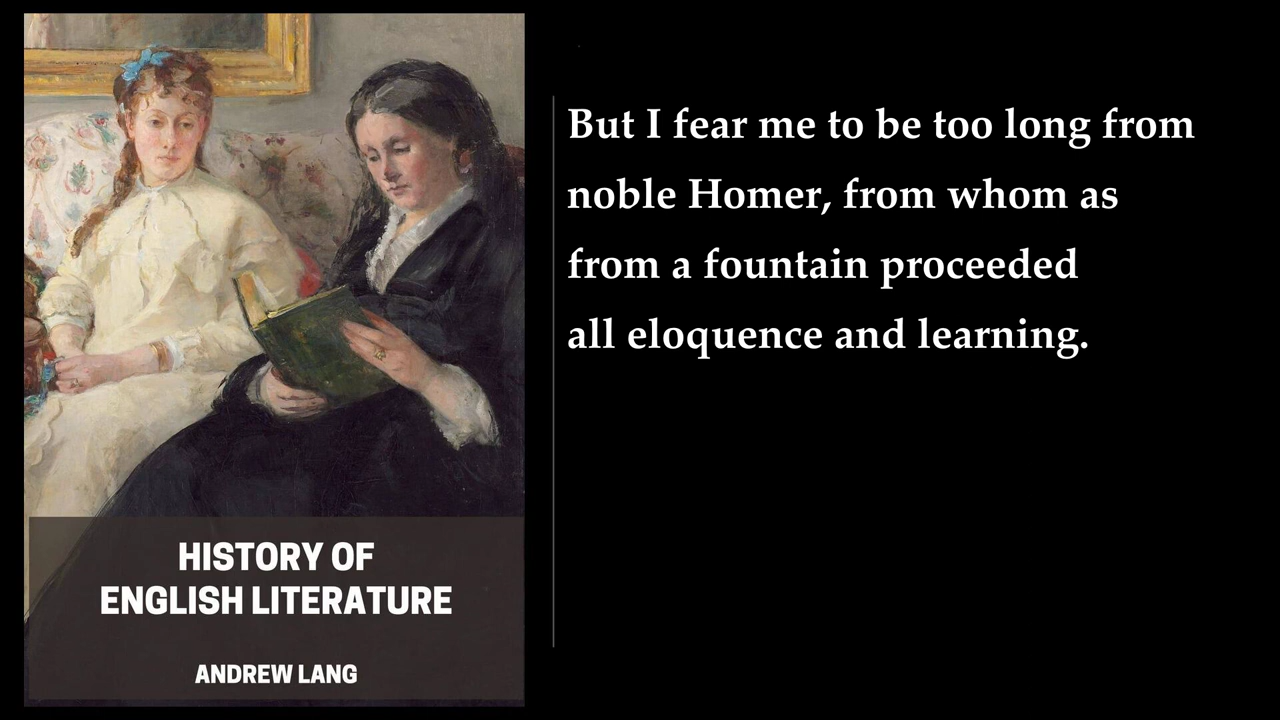 But I fear me to be too long from
noble Homer, from whom as
from a fountain proceeded
all eloquence and learning.
HISTORY OF
ENGLISH LITERATURE
ANDREW LANG